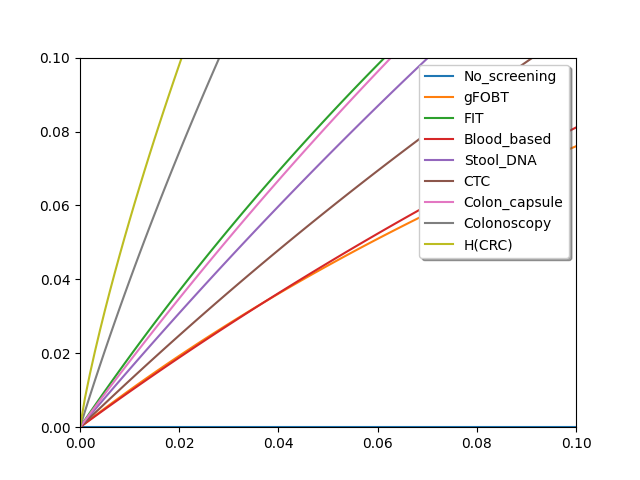 0.10
0.08
0.06
0.04
0.02
0.00
0.00 0.02 0.04 0.06 0.08 0.10
No_screening
gFOBT
FIT
Blood_based
Stool_DNA
CTC
Colon_capsule
Colonoscopy
H(CRC)